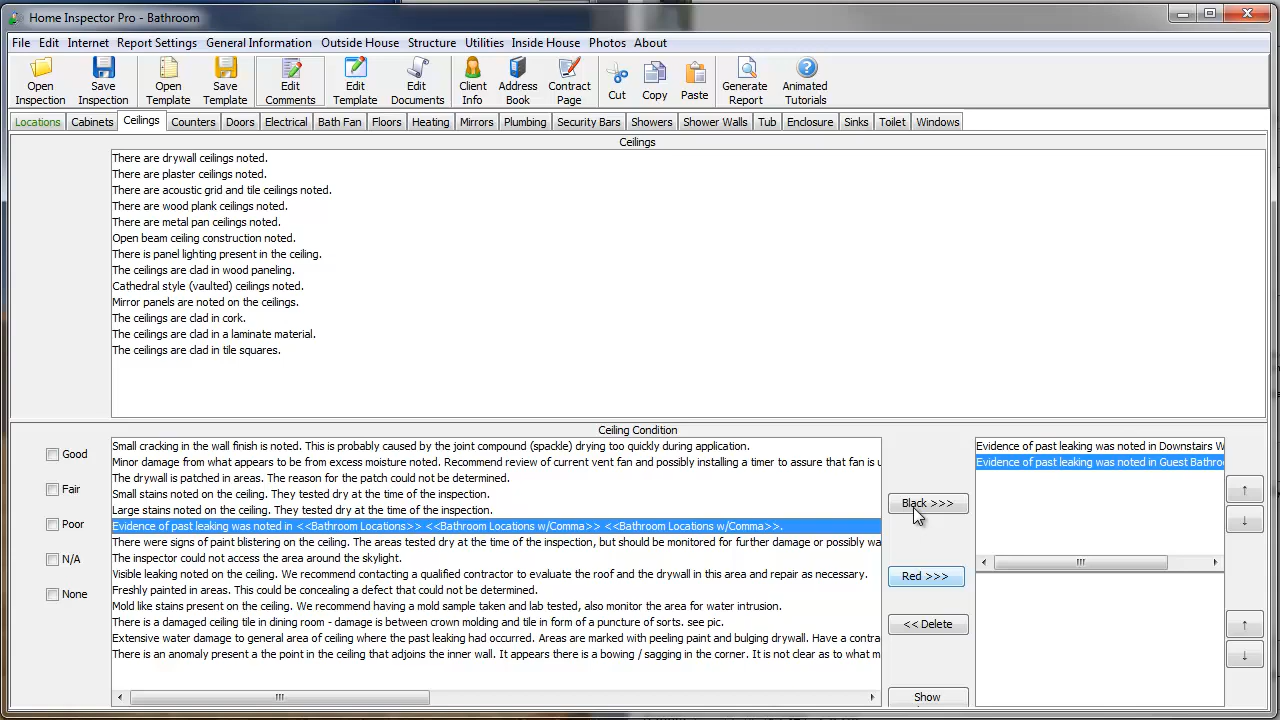 Home Inspector Pro - Bathroom
File Edit Internet Report Settings General Information Outside House Structure Utilities Inside House Photos About
Open Inspection
Save Inspection
Open Template
Save Template
Edit Comments
Edit Template
Edit Documents
Client Info
Address Book
Contract Page
Cut
Copy
Paste
Generate Report
Animated Tutorials
Locations Cabinets Ceilings Counters Doors Electrical Bath Fan Floors Heating Mirrors Plumbing Security Bars Showers Shower Walls Tub Enclosure Sinks Toilet Windows
Ceilings
There are drywall ceilings noted.
There are plaster ceilings noted.
There are acoustic grid and tile ceilings noted.
There are wood plank ceilings noted.
There are metal pan ceilings noted.
Open beam ceiling construction noted.
There is panel lighting present in the ceiling.
The ceilings are clad in wood paneling.
Cathedral style (vaulted) ceilings noted.
Mirror panels are noted on the ceilings.
The ceilings are clad in cork.
The ceilings are clad in a laminate material.
The ceilings are clad in tile squares.
Ceiling Condition
Good
Fair
Poor
N/A
None
Small cracking in the wall finish is noted. This is probably caused by the joint compound (spackle) drying too quickly during application.
Minor damage from what appears to be from excess moisture noted. Recommend review of current vent fan and possibly installing a timer to assure that fan is u
The drywall is patched in areas. The reason for the patch could not be determined.
Small stains noted on the ceiling. They tested dry at the time of the inspection.
Large stains noted on the ceiling. They tested dry at the time of the inspection.
Evidence of past leaking was noted in <<Bathroom Locations>> <<Bathroom Locations w/Comma>> <<Bathroom Locations w/Comma>>.
There were signs of paint blistering on the ceiling. The areas tested dry at the time of the inspection, but should be monitored for further damage or possibly wa
The inspector could not access the area around the skylight.
Visible leaking noted on the ceiling. We recommend contacting a qualified contractor to evaluate the roof and the drywall in this area and repair as necessary.
Freshly painted in areas. This could be concealing a defect that could not be determined.
Mold like stains present on the ceiling. We recommend having a mold sample taken and lab tested, also monitor the area for water intrusion.
There is a damaged ceiling tile in dining room - damage is between crown molding and tile in form of a puncture of sorts. see pic.
Extensive water damage to general area of ceiling where the past leaking had occurred. Areas are marked with peeling paint and bulging drywall. Have a contra
There is an anomaly present a the point in the ceiling that adjoins the inner wall. It appears there is a bowing / sagging in the corner. It is not clear as to what m
Black >>>
Red >>>
<< Delete
Show
Evidence of past leaking was noted in Downstairs W
Evidence of past leaking was noted in Guest Bathro